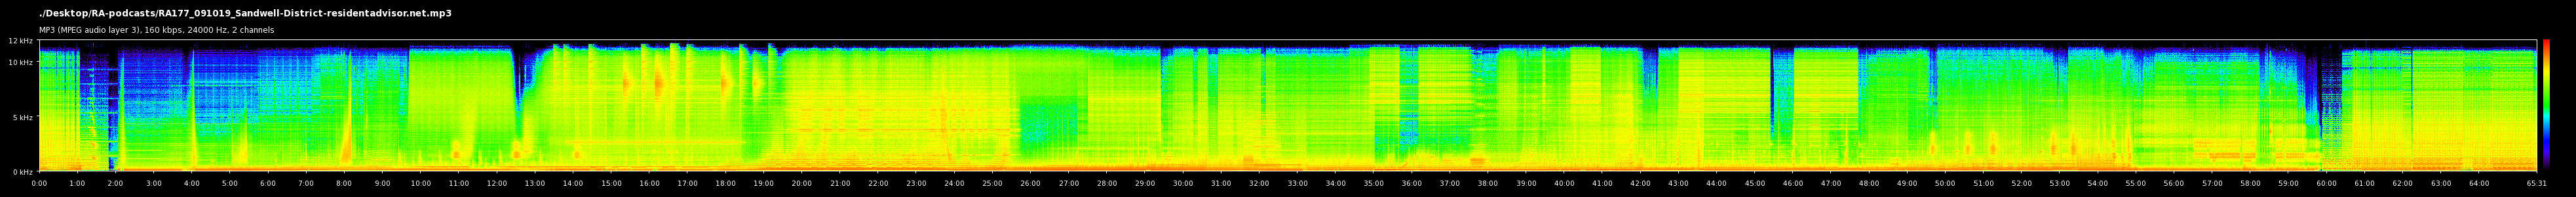 ./Desktop/RA-podcasts/RA177_091019_Sandwell-District-residentadvisor.net.mp3
MP3 (MPEG audio layer 3), 160 kbps, 24000 Hz, 2 channels
12 kHz
10 kHz
5 kHz
0 kHz
0:00 1:00 2:00 3:00 4:00 5:00 6:00 7:00 8:00 9:00 10:00 11:00 12:00 13:00 14:00 15:00 16:00 17:00 18:00 19:00 20:00 21:00 22:00 23:00 24:00 25:00 26:00 27:00 28:00 29:00 30:00 31:00 32:00 33:00 34:00 35:00 36:00 37:00 38:00 39:00 40:00 41:00 42:00 43:00 44:00 45:00 46:00 47:00 48:00 49:00 50:00 51:00 52:00 53:00 54:00 55:00 56:00 57:00 58:00 59:00 60:00 61:00 62:00 63:00 64:00 65:31